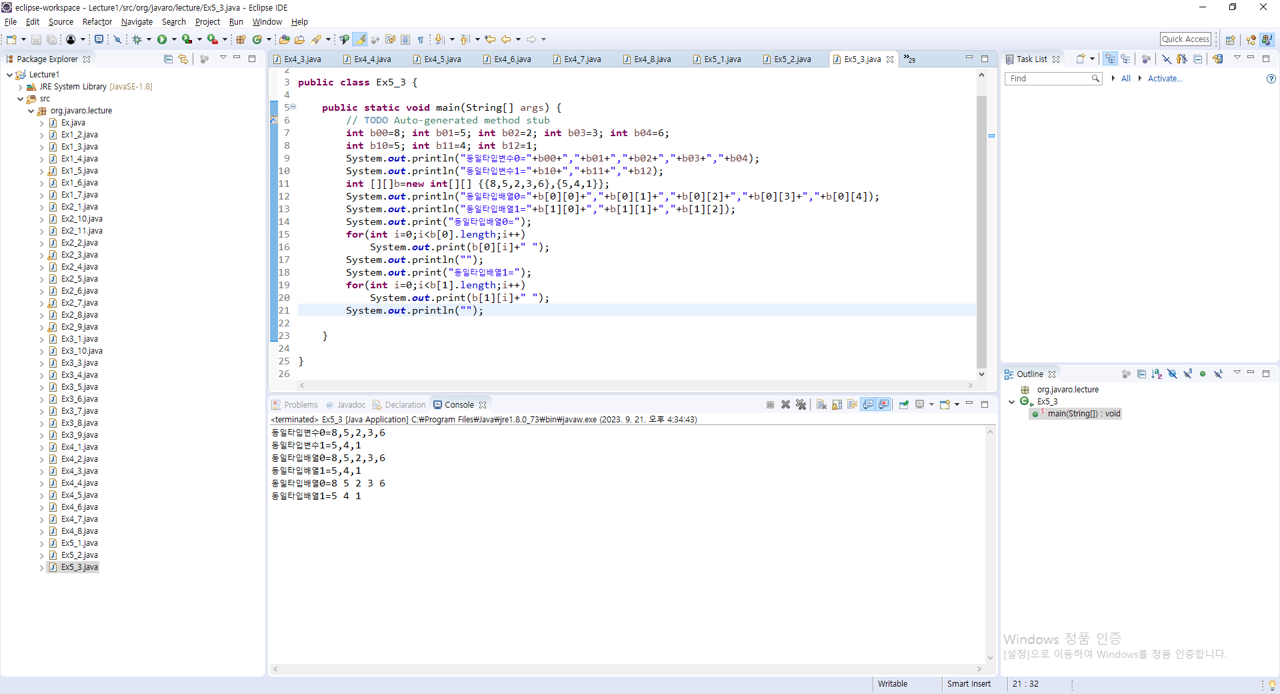 eclipse-workspace - Lecture1/src/org/javaro/lecture/Ex5_3.java - Eclipse IDE
File Edit Source Refactor Navigate Search Project Run Window Help
Quick Access
Package Explorer
Lecture1
JRE System Library [JavaSE-1.8]
src
org.javaro.lecture
Ex.java
Ex1_2.java
Ex1_3.java
Ex1_4.java
Ex1_5.java
Ex1_6.java
Ex1_7.java
Ex2_1.java
Ex2_10.java
Ex2_11.java
Ex2_2.java
Ex2_3.java
Ex2_4.java
Ex2_5.java
Ex2_6.java
Ex2_7.java
Ex2_8.java
Ex2_9.java
Ex3_1.java
Ex3_10.java
Ex3_3.java
Ex3_4.java
Ex3_5.java
Ex3_6.java
Ex3_7.java
Ex3_8.java
Ex3_9.java
Ex4_1.java
Ex4_2.java
Ex4_3.java
Ex4_4.java
Ex4_5.java
Ex4_6.java
Ex4_7.java
Ex4_8.java
Ex5_1.java
Ex5_2.java
Ex5_3.java
Ex4_3.java Ex4_4.java Ex4_5.java Ex4_6.java Ex4_7.java Ex4_8.java Ex5_1.java Ex5_2.java Ex5_3.java 29
2
3 public class Ex5_3 {
4
5 public static void main(String[] args) {
6 // TODO Auto-generated method stub
7 int b00=8; int b01=5; int b02=2; int b03=3; int b04=6;
8 int b10=5; int b11=4; int b12=1;
9 System.out.println("동일타입변수0="+b00+","+b01+","+b02+","+b03+","+b04);
10 System.out.println("동일타입변수1="+b10+","+b11+","+b12);
11 int [][]b=new int[][] {{8,5,2,3,6},{5,4,1}};
12 System.out.println("동일타입배열0="+b[0][0]+","+b[0][1]+","+b[0][2]+","+b[0][3]+","+b[0][4]);
13 System.out.println("동일타입배열1="+b[1][0]+","+b[1][1]+","+b[1][2]);
14 System.out.print("동일타입배열0=");
15 for(int i=0;i<b[0].length;i++)
16 System.out.print(b[0][i]+" ");
17 System.out.println("");
18 System.out.print("동일타입배열1=");
19 for(int i=0;i<b[1].length;i++)
20 System.out.print(b[1][i]+" ");
21 System.out.println("");
22
23 }
24
25 }
26
Problems Javadoc Declaration Console
<terminated> Ex5_3 [Java Application] C:₩Program Files₩Java₩jre1.8.0_73₩bin₩javaw.exe (2023. 9. 21. 오후 4:34:43)
동일타입변수0=8,5,2,3,6
동일타입변수1=5,4,1
동일타입배열0=8,5,2,3,6
동일타입배열1=5,4,1
동일타입배열0=8 5 2 3 6
동일타입배열1=5 4 1
Task List
Find All Activate...
Outline
org.javaro.lecture
Ex5_3
main(String[]) : void
Windows 정품 인증
[설정]으로 이동하여 Windows를 정품 인증합니다.
Writable Smart Insert 21 : 32